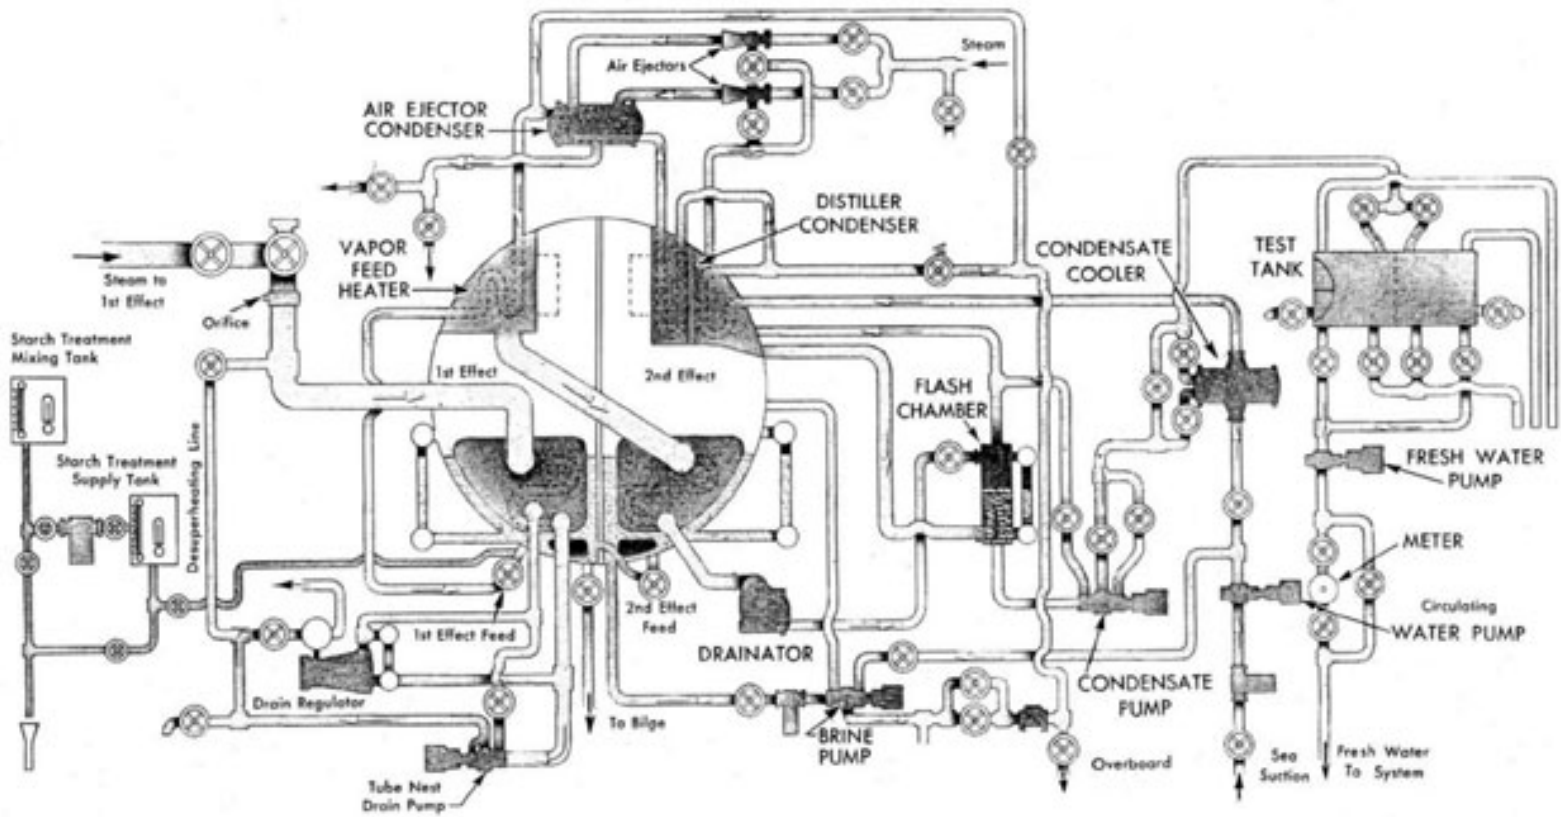 Steam
Air Ejectors
AIR EJECTOR
CONDENSER
DISTILLER
CONDENSER
VAPOR
FEED
HEATER
CONDENSATE
COOLER
TEST
TANK
Steam to
1st Effect
Orifice
Starch Treatment
Mixing Tank
1st Effect
2nd Effect
FLASH
CHAMBER
Starch Treatment
Supply Tank
Desuperheating Line
FRESH WATER
PUMP
METER
Circulating
WATER PUMP
1st Effect Feed
2nd Effect
Feed
DRAINATOR
Drain Regulator
CONDENSATE
PUMP
To Bilge
BRINE
PUMP
Overboard
Sea
Suction
Fresh Water
To System
Tube Nest
Drain Pump